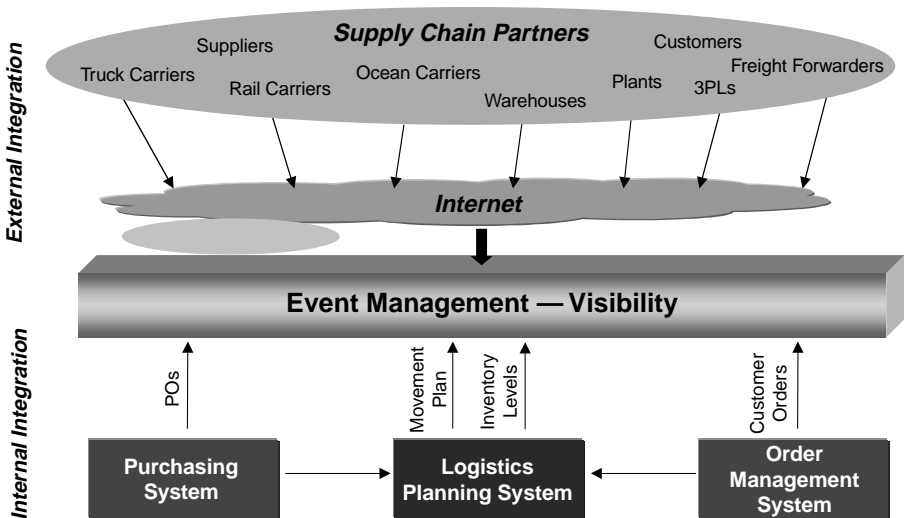 Supply Chain Partners
Suppliers
Customers
Truck Carriers
Rail Carriers
Ocean Carriers
Warehouses
Plants
3PLs
Freight Forwarders
External Integration
Internet
Event Management — Visibility
Internal Integration
POs
Movement
Plan
Inventory
Levels
Customer
Orders
Purchasing
System
Logistics
Planning System
Order
Management
System